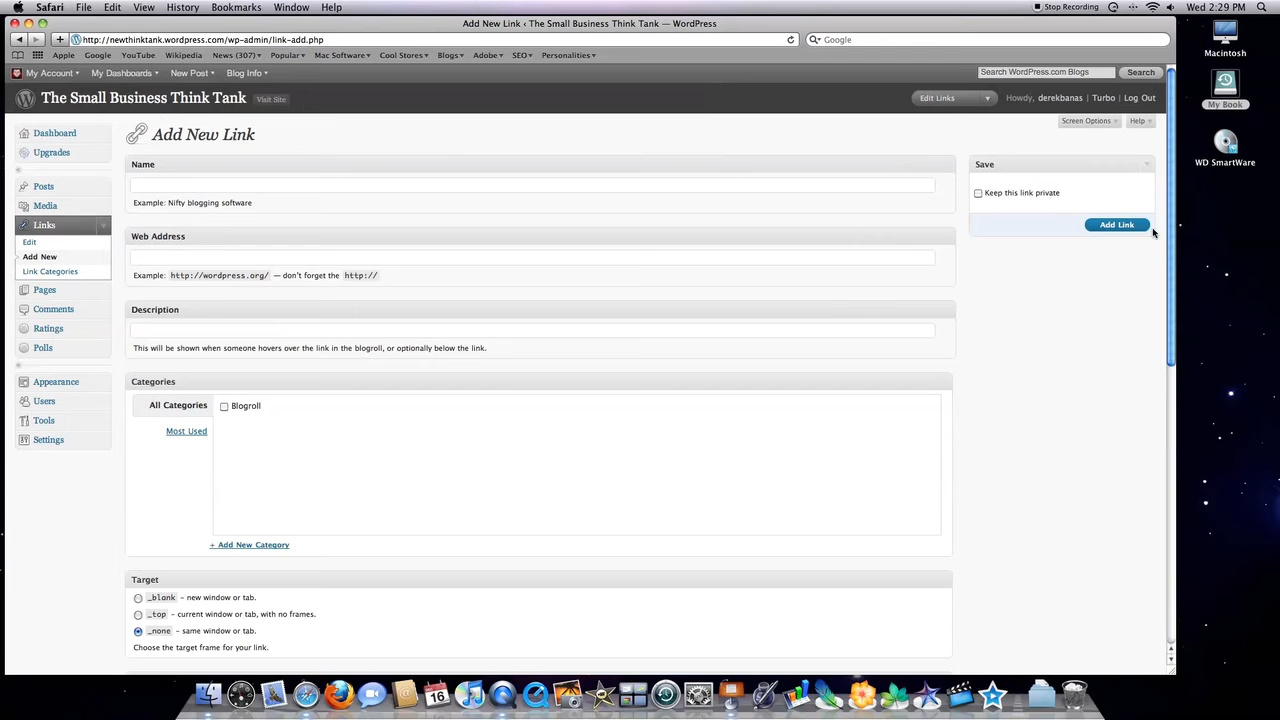 Safari File Edit View History Bookmarks Window Help Stop Recording Wed 2:29 PM
Add New Link ‹ The Small Business Think Tank — WordPress
http://newthinktank.wordpress.com/wp-admin/link-add.php Google
Apple Google YouTube Wikipedia News (307) Popular Mac Software Cool Stores Blogs Adobe SEO Personalities
My Account My Dashboards New Post Blog Info Search WordPress.com Blogs Search
The Small Business Think Tank Visit Site Edit Links Howdy, derekbanas | Turbo | Log Out
Screen Options Help
Macintosh
My Book
WD SmartWare
Dashboard
Upgrades
Posts
Media
Links
Edit
Add New
Link Categories
Pages
Comments
Ratings
Polls
Appearance
Users
Tools
Settings
Add New Link
Name
Example: Nifty blogging software
Web Address
Example: http://wordpress.org/ — don't forget the http://
Description
This will be shown when someone hovers over the link in the blogroll, or optionally below the link.
Categories
All Categories
Most Used
Blogroll
+ Add New Category
Target
_blank – new window or tab.
_top – current window or tab, with no frames.
_none – same window or tab.
Choose the target frame for your link.
Save
Keep this link private
Add Link
16